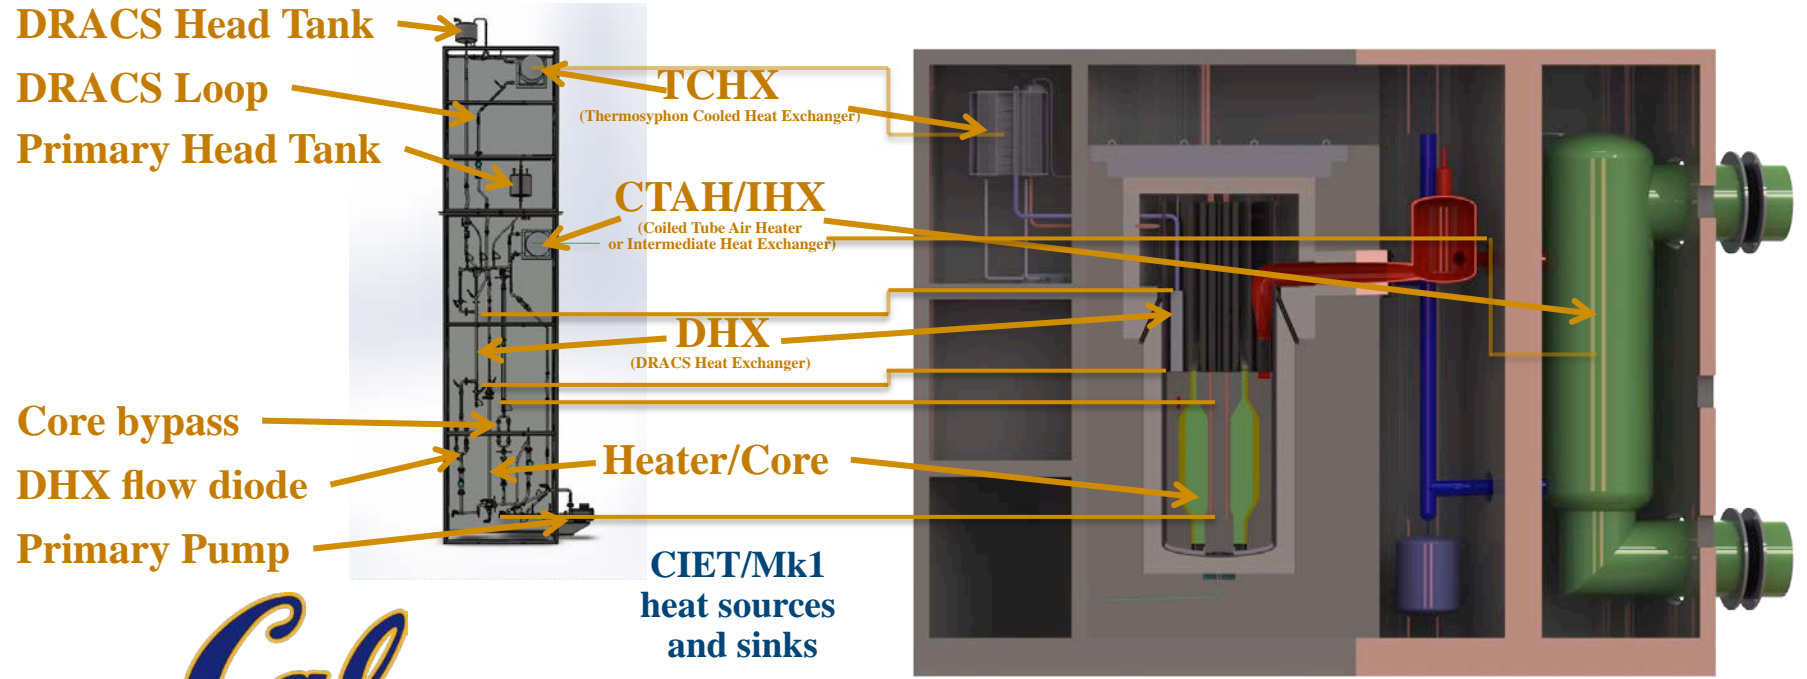 DRACS Head Tank
DRACS Loop
Primary Head Tank
TCHX
(Thermosyphon Cooled Heat Exchanger)
CTAH/IHX
(Coiled Tube Air Heater
or Intermediate Heat Exchanger)
DHX
(DRACS Heat Exchanger)
Core bypass
DHX flow diode
Primary Pump
Heater/Core
CIET/Mk1
heat sources
and sinks
Cal